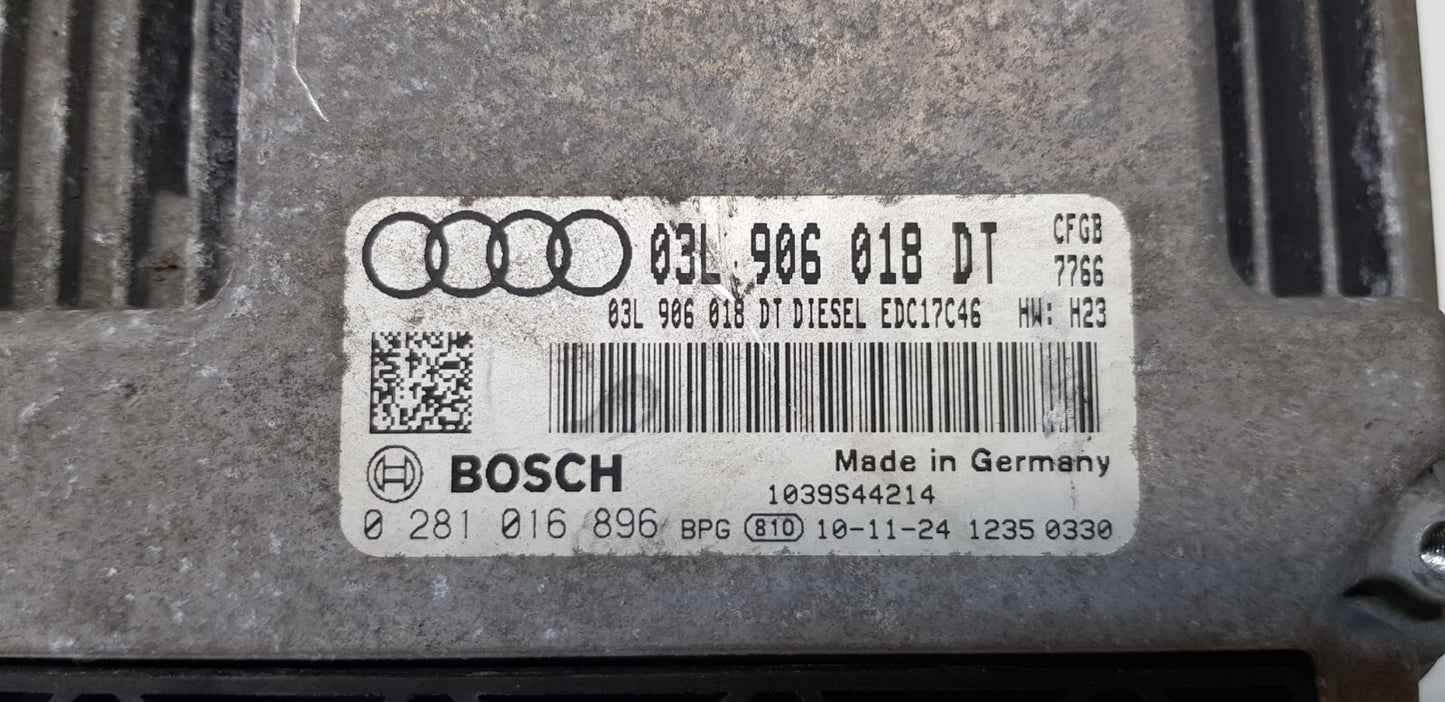 03L 906 018 DT CFGB
7766
03L 906 018 DT DIESEL EDC17C46 HW: H23
BOSCH Made in Germany
1039S44214
0 281 016 896 BPG 810 10-11-24 1235 0330